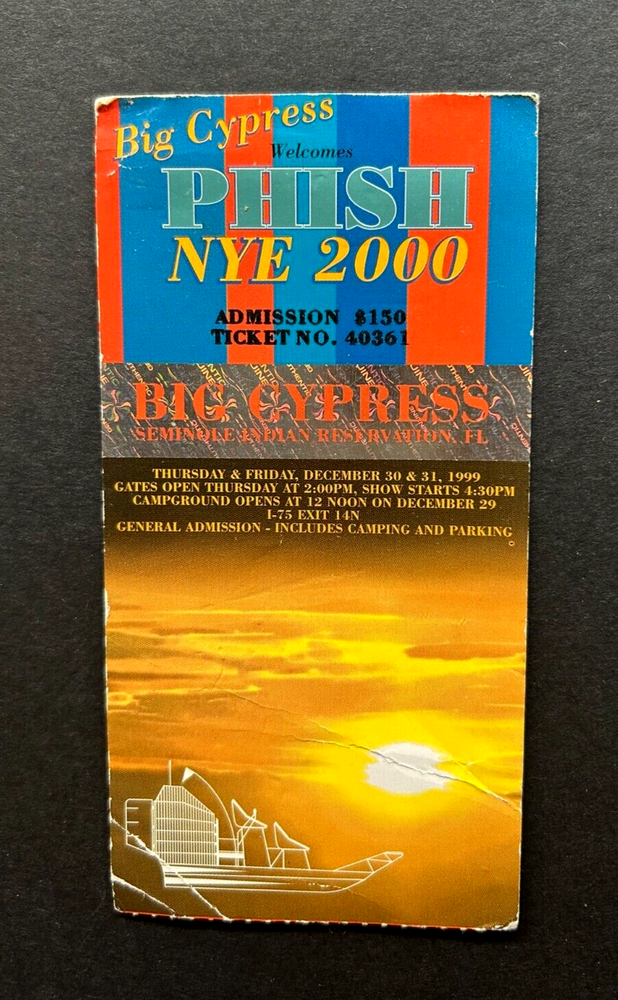 Big Cypress
Welcomes
PHISH
NYE 2000
ADMISSION $150
TICKET NO. 40361
BIG CYPRESS
SEMINOLE INDIAN RESERVATION, FL
THURSDAY & FRIDAY, DECEMBER 30 & 31, 1999
GATES OPEN THURSDAY AT 2:00PM, SHOW STARTS 4:30PM
CAMPGROUND OPENS AT 12 NOON ON DECEMBER 29
I-75 EXIT 14N
GENERAL ADMISSION - INCLUDES CAMPING AND PARKING